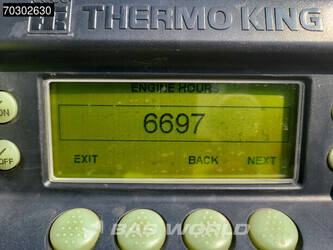 70302630
THERMO KING
ENGINE HOURS
6697
EXIT BACK NEXT
ON
OFF
BAS WORLD